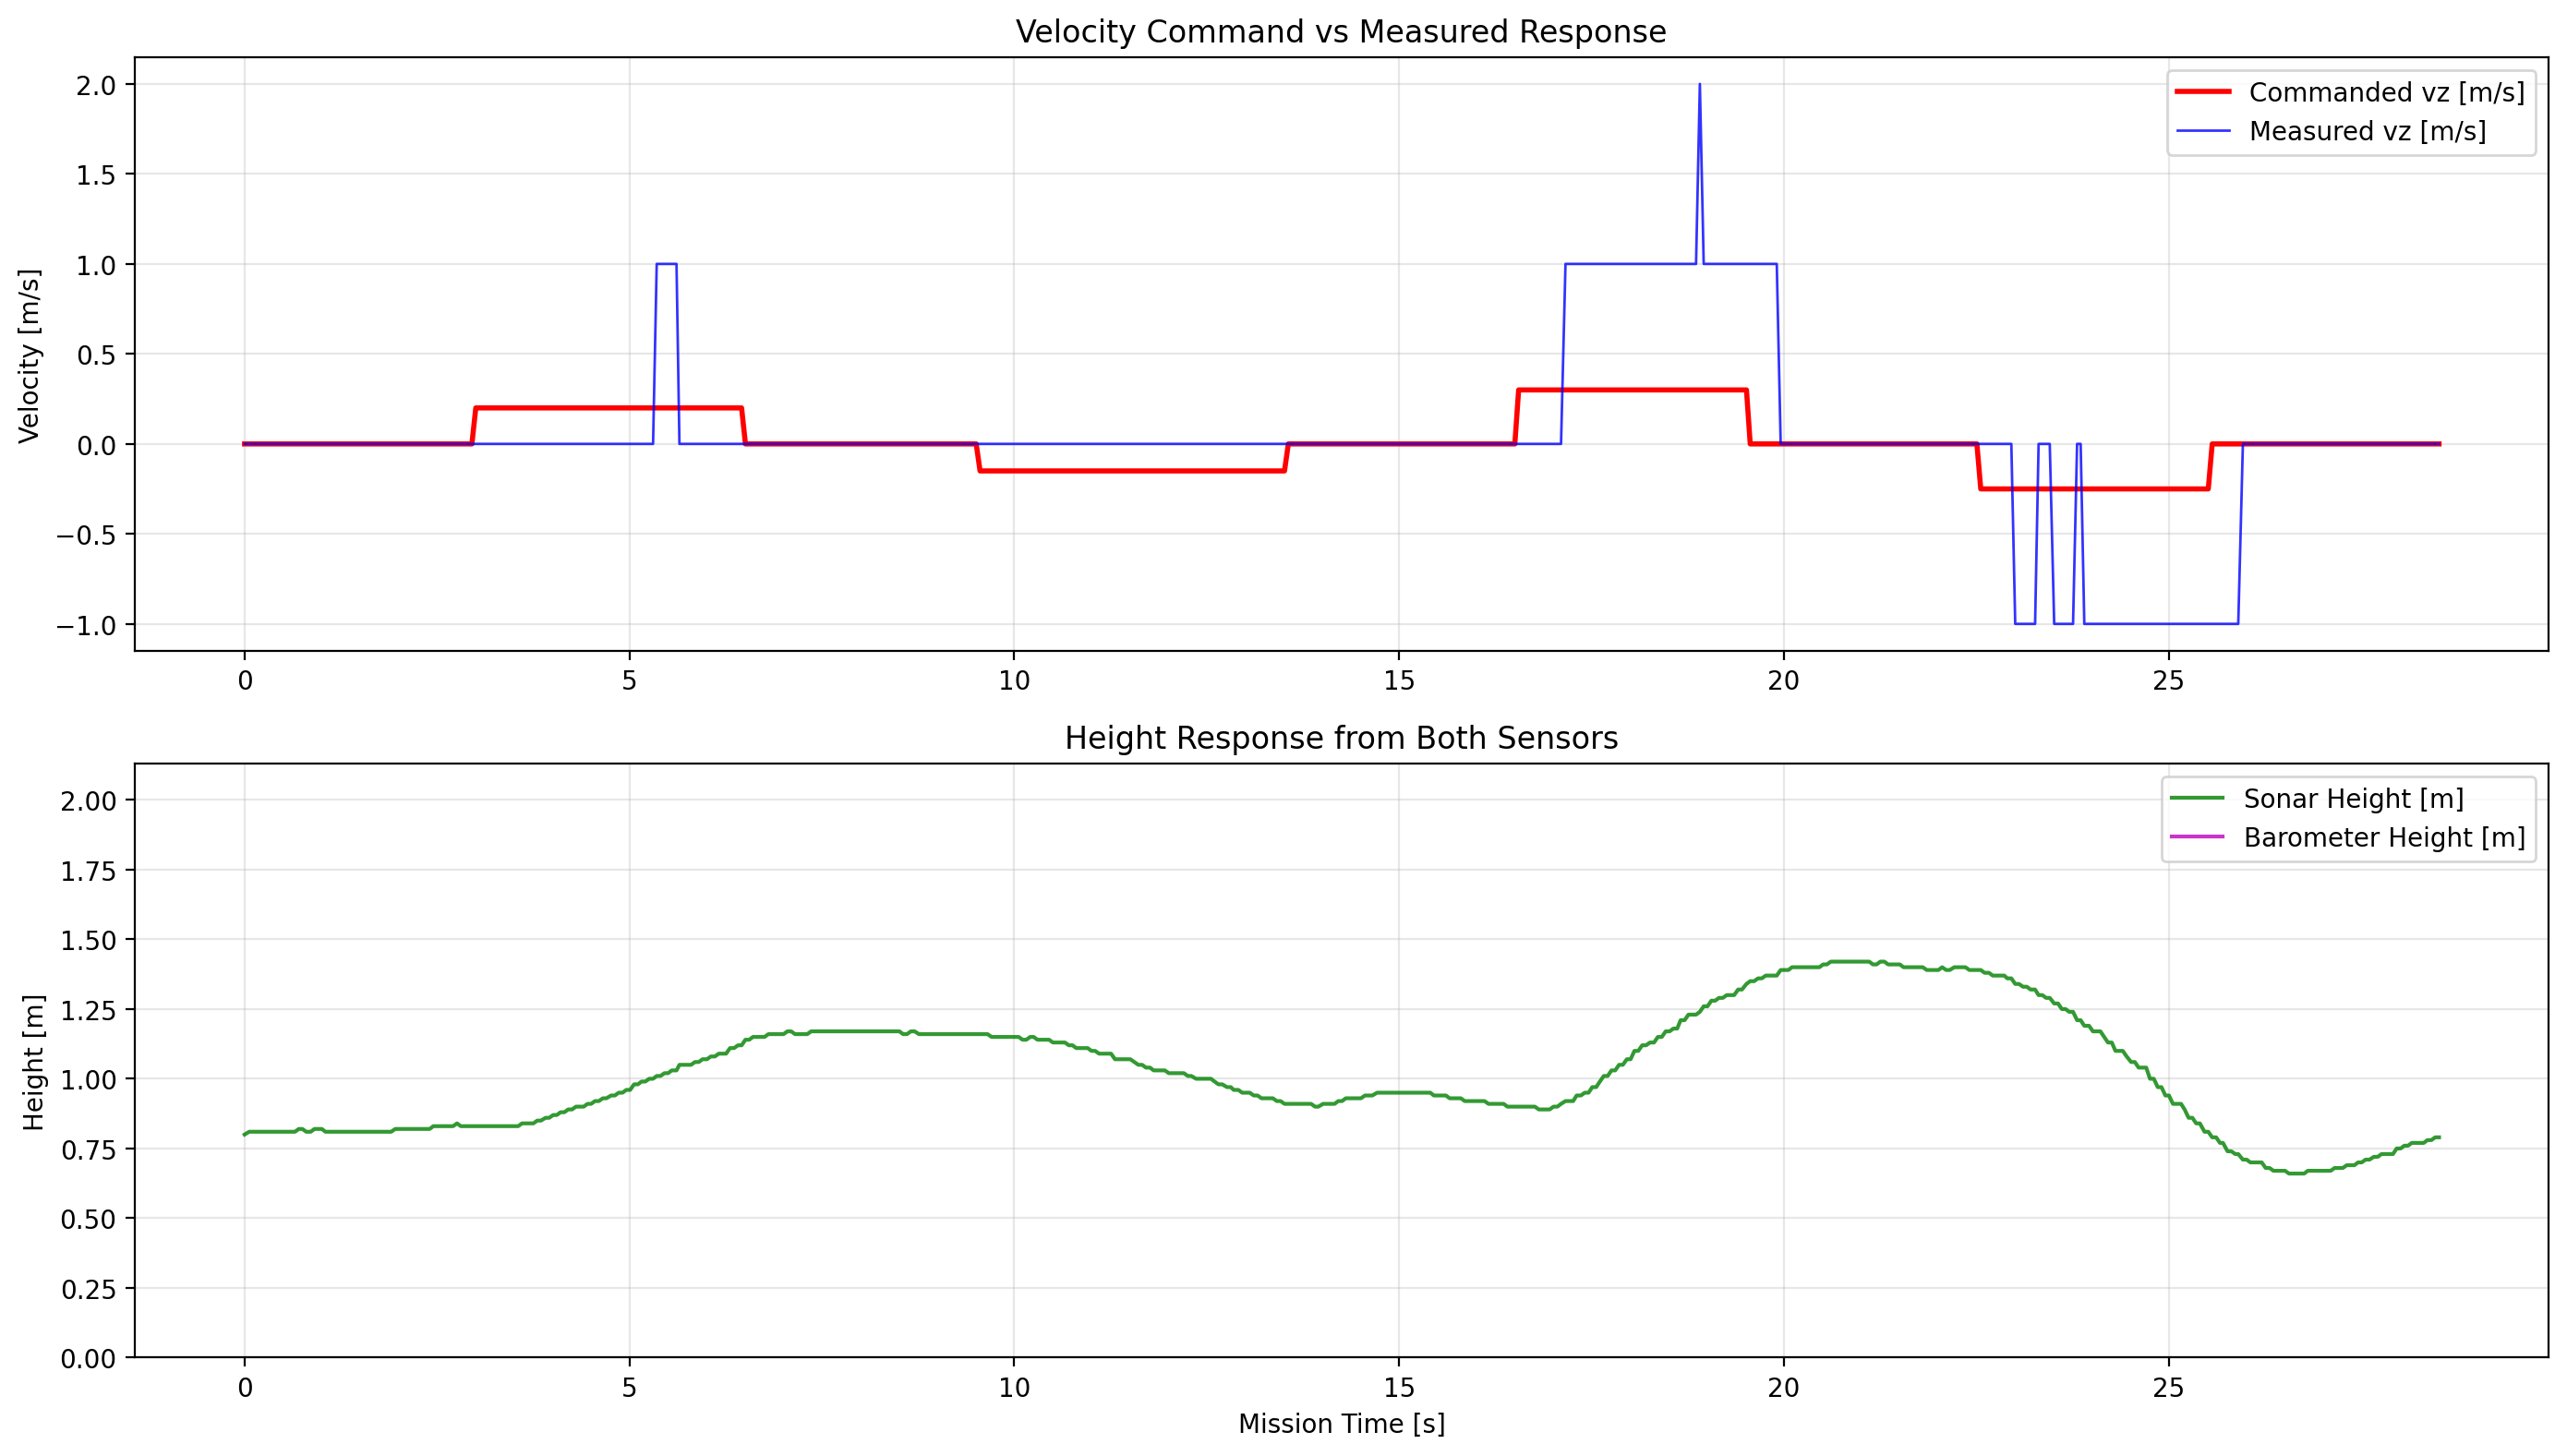 Velocity Command vs Measured Response
Velocity [m/s]
2.0
1.5
1.0
0.5
0.0
−0.5
−1.0
Commanded vz [m/s]
Measured vz [m/s]
0 5 10 15 20 25
Height Response from Both Sensors
Height [m]
2.00
1.75
1.50
1.25
1.00
0.75
0.50
0.25
0.00
Sonar Height [m]
Barometer Height [m]
0 5 10 15 20 25
Mission Time [s]